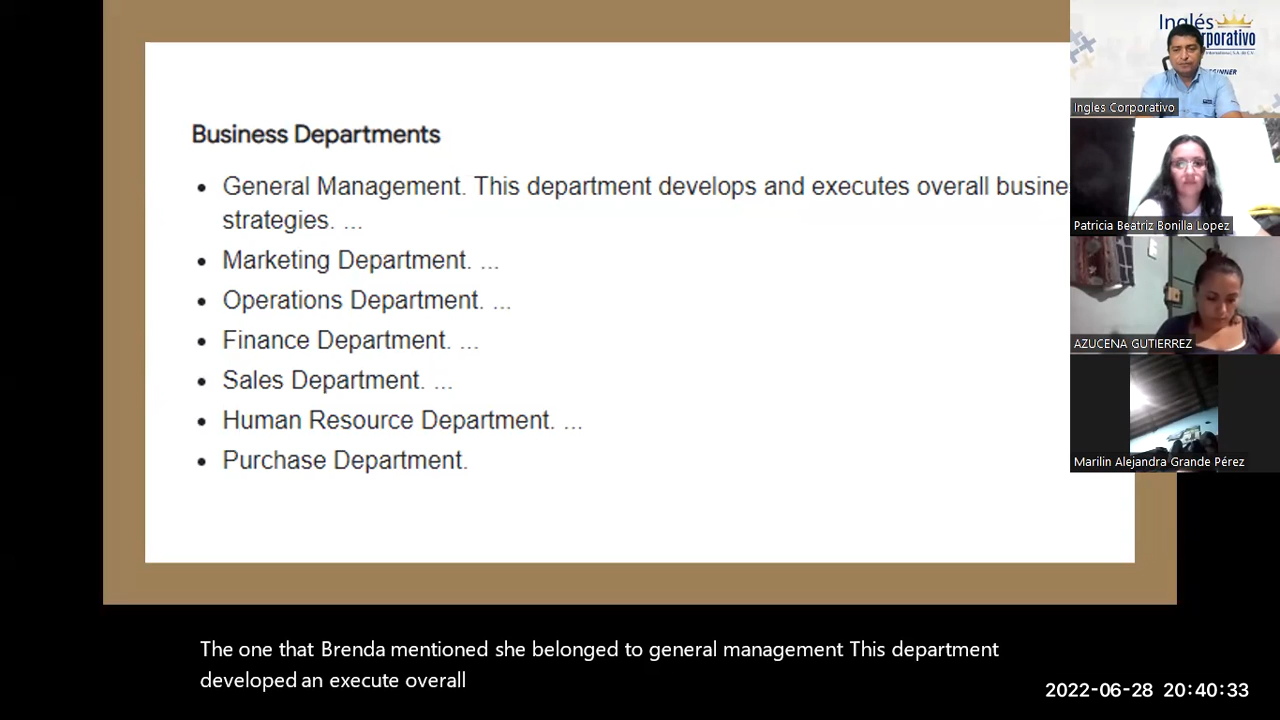 Business Departments
• General Management. This department develops and executes overall busine
strategies. ...
• Marketing Department. ...
• Operations Department. ...
• Finance Department. ...
• Sales Department. ...
• Human Resource Department. ...
• Purchase Department.
Inglés
rporativo
Ingles Corporativo
Patricia Beatriz Bonilla Lopez
AZUCENA GUTIERREZ
Marilin Alejandra Grande Pérez
The one that Brenda mentioned she belonged to general management This department
developed an execute overall
2022-06-28 20:40:33